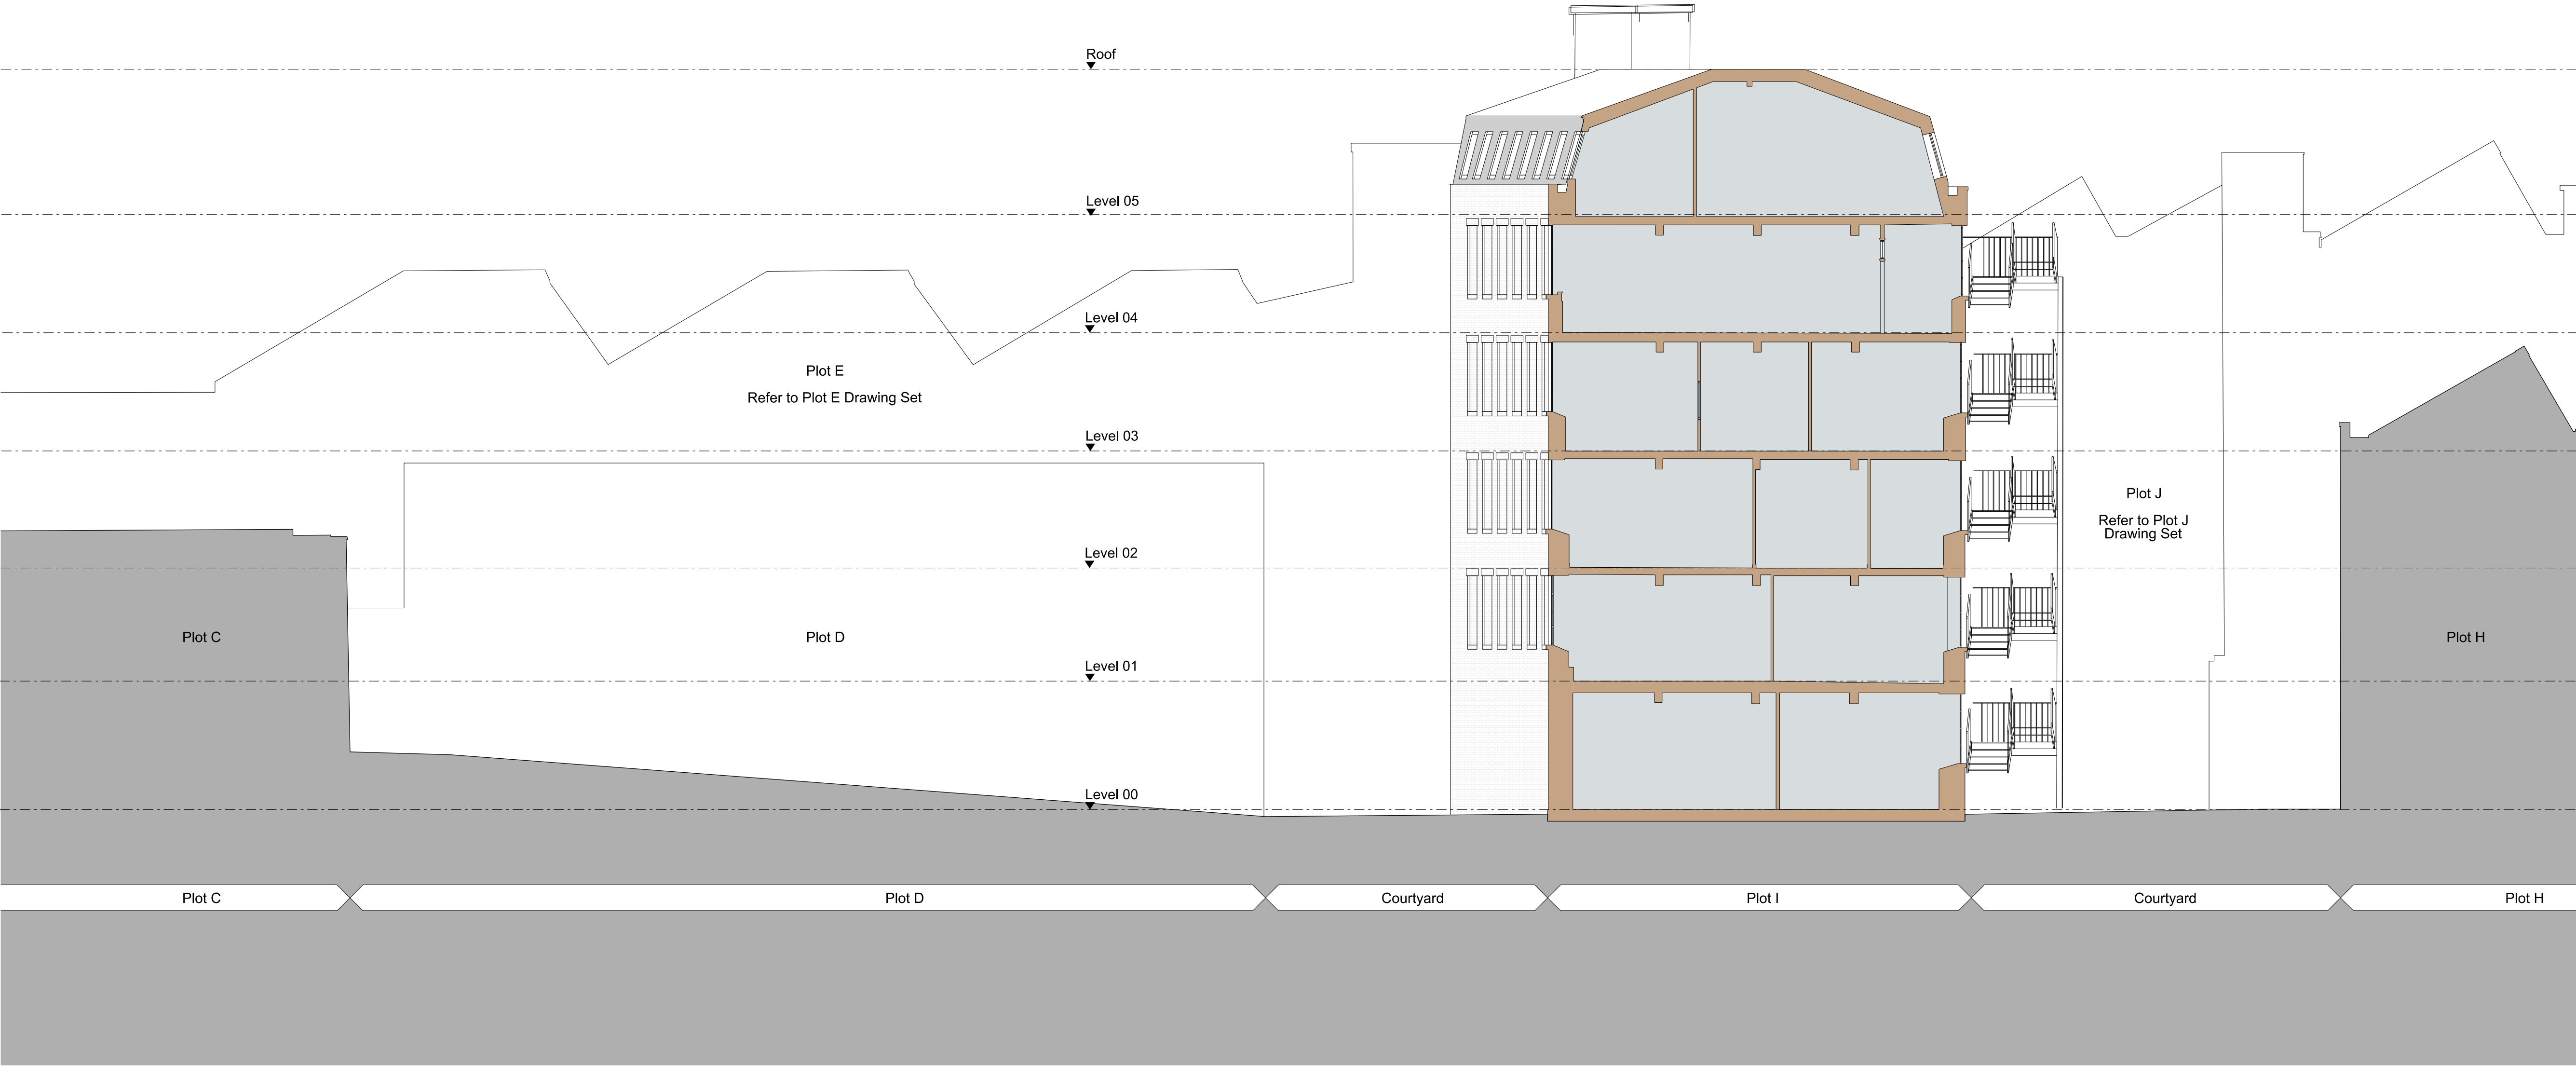 Roof
Level 05
Level 04
Plot E
Refer to Plot E Drawing Set
Level 03
Plot J
Refer to Plot J
Drawing Set
Level 02
Plot C
Plot D
Plot H
Level 01
Level 00
Plot C
Plot D
Courtyard
Plot I
Courtyard
Plot H